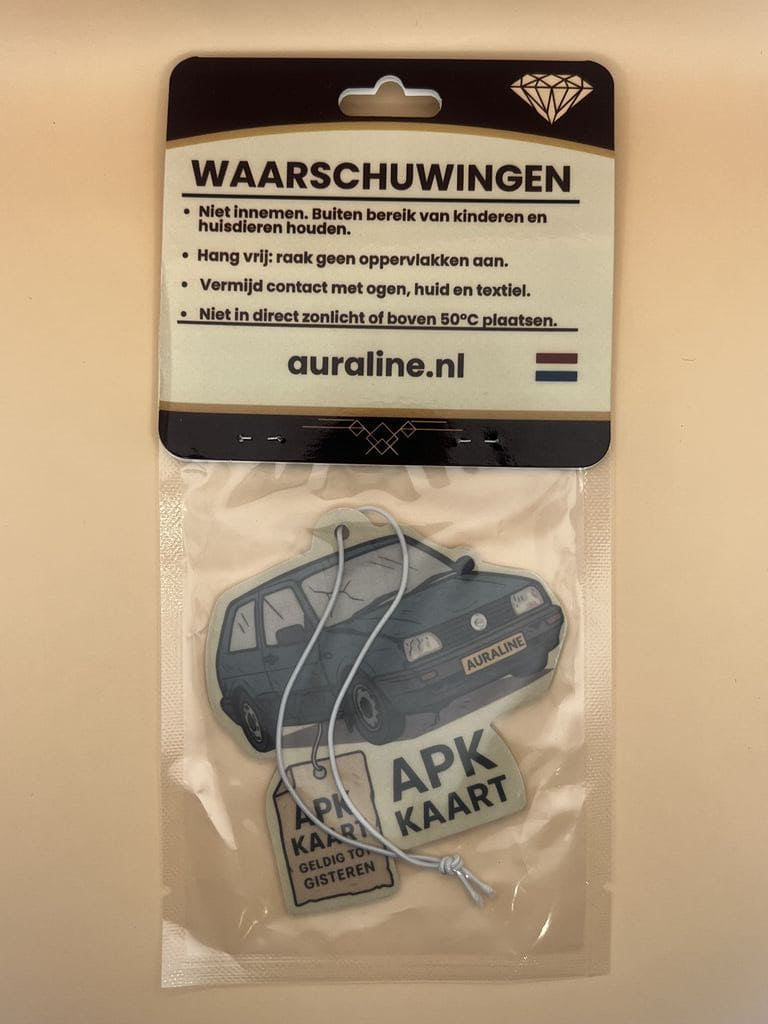 WAARSCHUWINGEN
• Niet innemen. Buiten bereik van kinderen en
huisdieren houden.
• Hang vrij: raak geen oppervlakken aan.
• Vermijd contact met ogen, huid en textiel.
• Niet in direct zonlicht of boven 50°C plaatsen.
auraline.nl
AURALINE
APK
KAART
APK
KAART
GELDIG TOT
GISTEREN